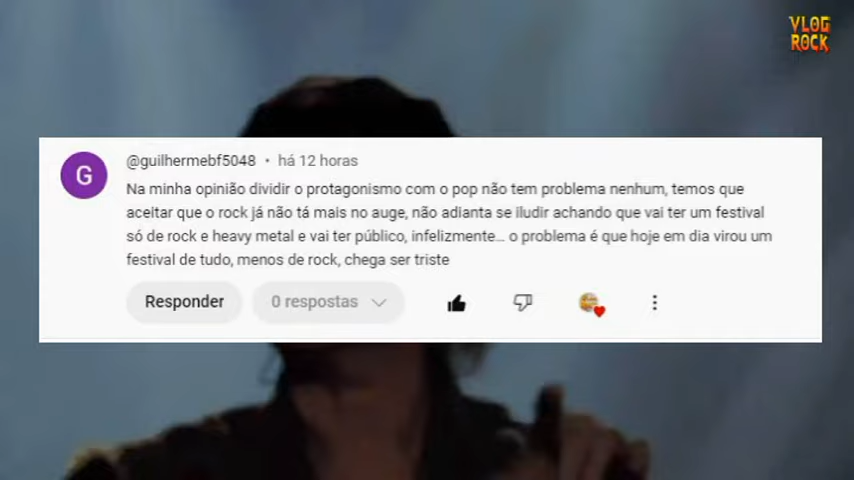 VLOG
ROCK
G
@guilhermebf5048 • há 12 horas
Na minha opinião dividir o protagonismo com o pop não tem problema nenhum, temos que
aceitar que o rock já não tá mais no auge, não adianta se iludir achando que vai ter um festival
só de rock e heavy metal e vai ter público, infelizmente... o problema é que hoje em dia virou um
festival de tudo, menos de rock, chega ser triste
Responder 0 respostas